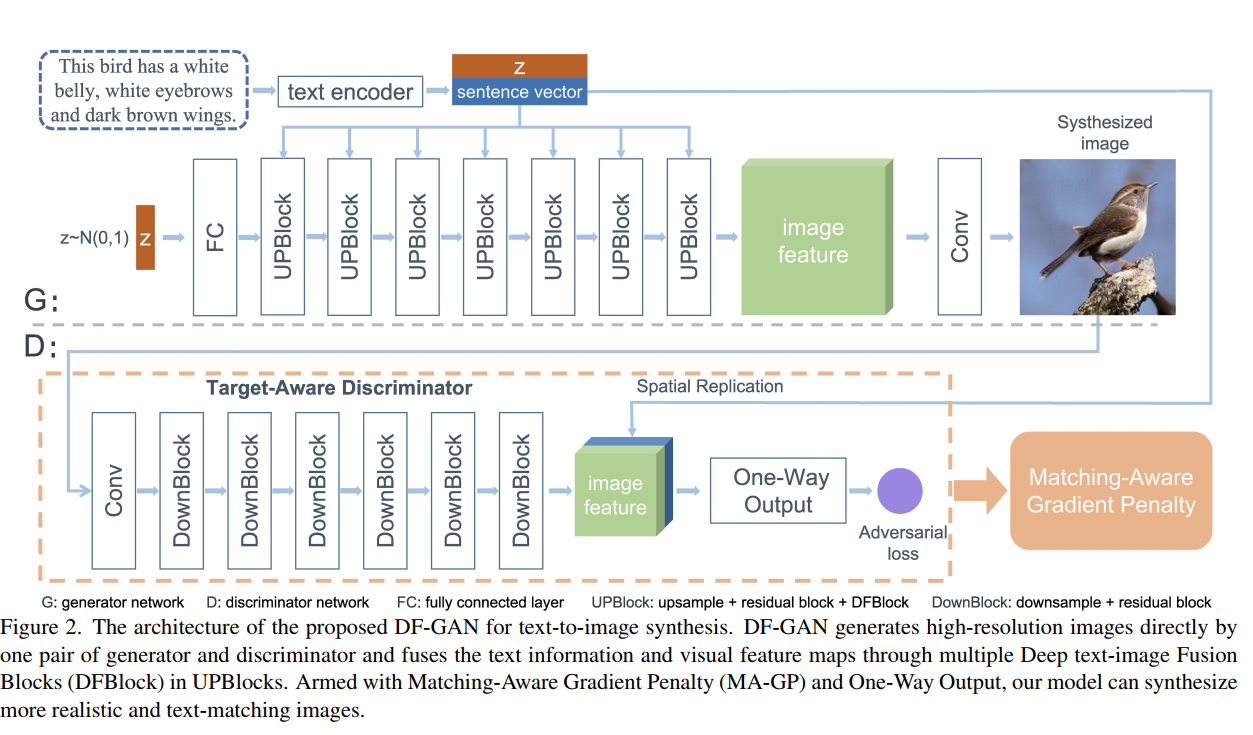 This bird has a white
belly, white eyebrows
and dark brown wings.
text encoder
z
sentence vector
Systhesized
image
z~N(0,1)
z
FC
UPBlock
UPBlock
UPBlock
UPBlock
UPBlock
UPBlock
UPBlock
image
feature
Conv
G:
D:
Target-Aware Discriminator
Spatial Replication
Conv
DownBlock
DownBlock
DownBlock
DownBlock
DownBlock
DownBlock
image
feature
One-Way
Output
Adversarial
loss
Matching-Aware
Gradient Penalty
G: generator network D: discriminator network FC: fully connected layer UPBlock: upsample + residual block + DFBlock DownBlock: downsample + residual block
Figure 2. The architecture of the proposed DF-GAN for text-to-image synthesis. DF-GAN generates high-resolution images directly by
one pair of generator and discriminator and fuses the text information and visual feature maps through multiple Deep text-image Fusion
Blocks (DFBlock) in UPBlocks. Armed with Matching-Aware Gradient Penalty (MA-GP) and One-Way Output, our model can synthesize
more realistic and text-matching images.